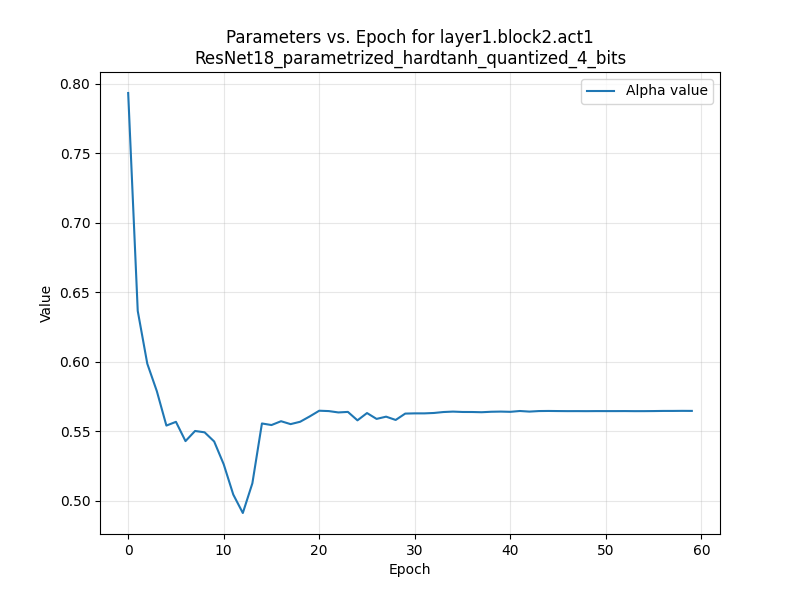 Parameters vs. Epoch for layer1.block2.act1
ResNet18_parametrized_hardtanh_quantized_4_bits
Alpha value
0.80
0.75
0.70
0.65
0.60
0.55
0.50
Value
0 10 20 30 40 50 60
Epoch